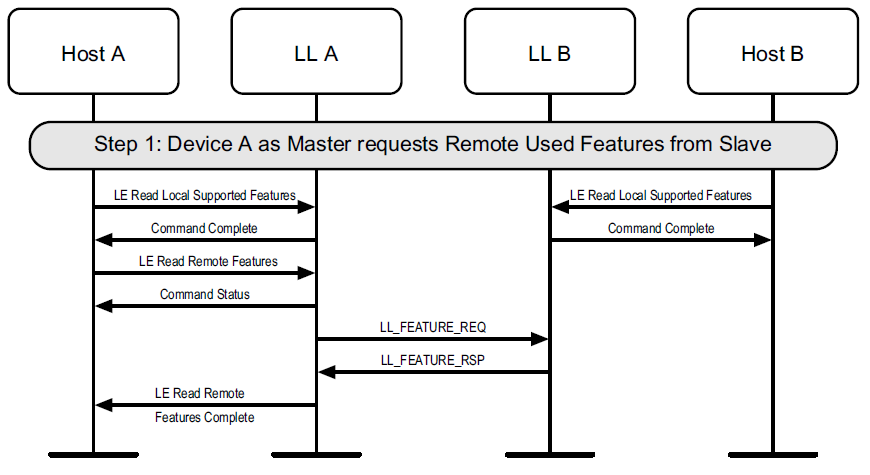 Host A
LL A
LL B
Host B
Step 1: Device A as Master requests Remote Used Features from Slave
LE Read Local Supported Features
LE Read Local Supported Features
Command Complete
Command Complete
LE Read Remote Features
Command Status
LL_FEATURE_REQ
LL_FEATURE_RSP
LE Read Remote
Features Complete